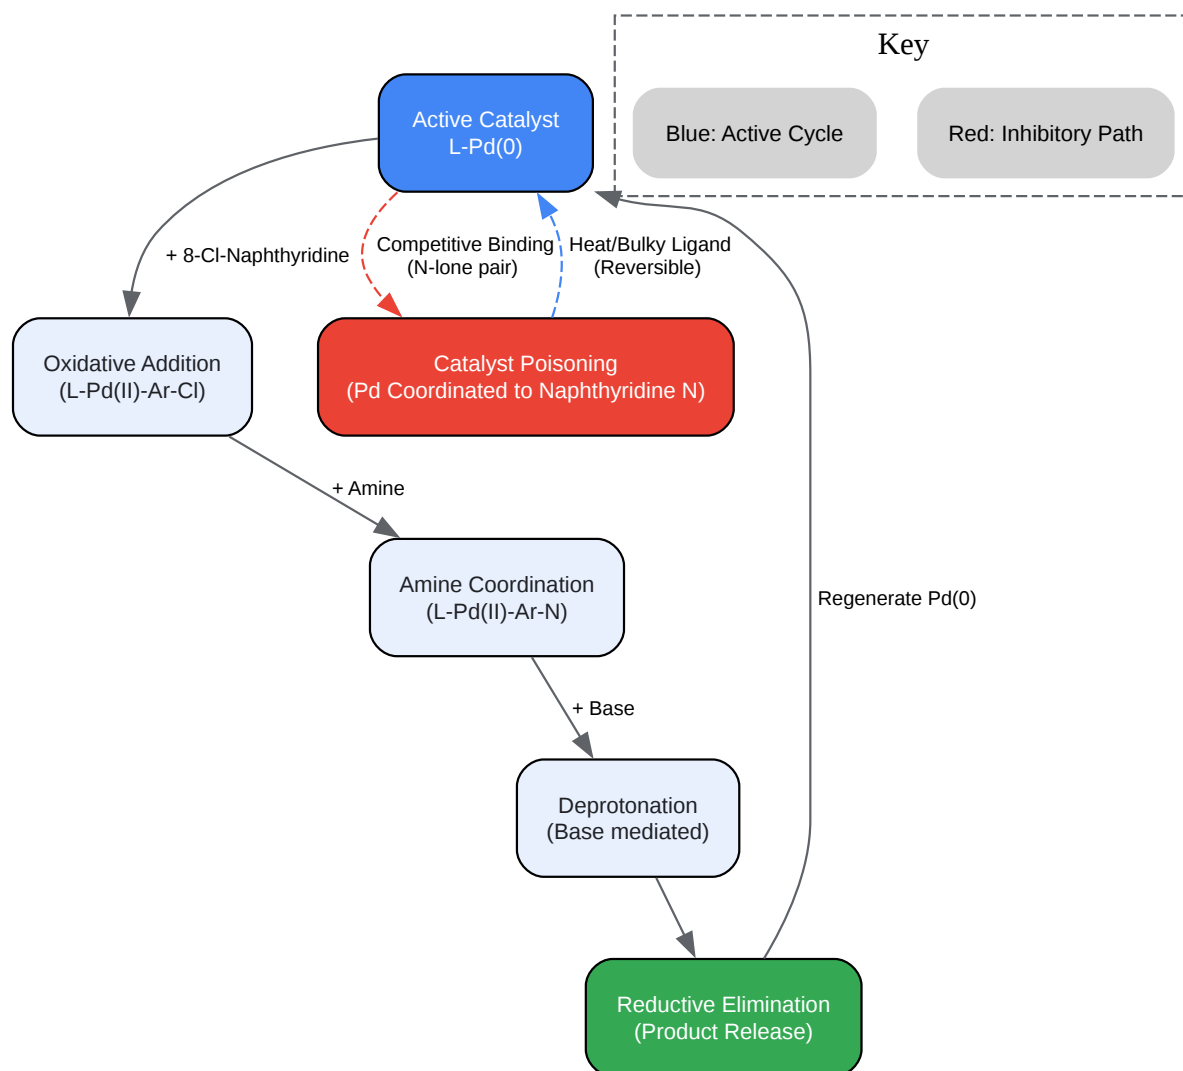 Key
Active Catalyst
L-Pd(0)
Blue: Active Cycle
Red: Inhibitory Path
+ 8-Cl-Naphthyridine
Competitive Binding
(N-lone pair)
Heat/Bulky Ligand
(Reversible)
Oxidative Addition
(L-Pd(II)-Ar-Cl)
Catalyst Poisoning
(Pd Coordinated to Naphthyridine N)
+ Amine
Amine Coordination
(L-Pd(II)-Ar-N)
Regenerate Pd(0)
+ Base
Deprotonation
(Base mediated)
Reductive Elimination
(Product Release)